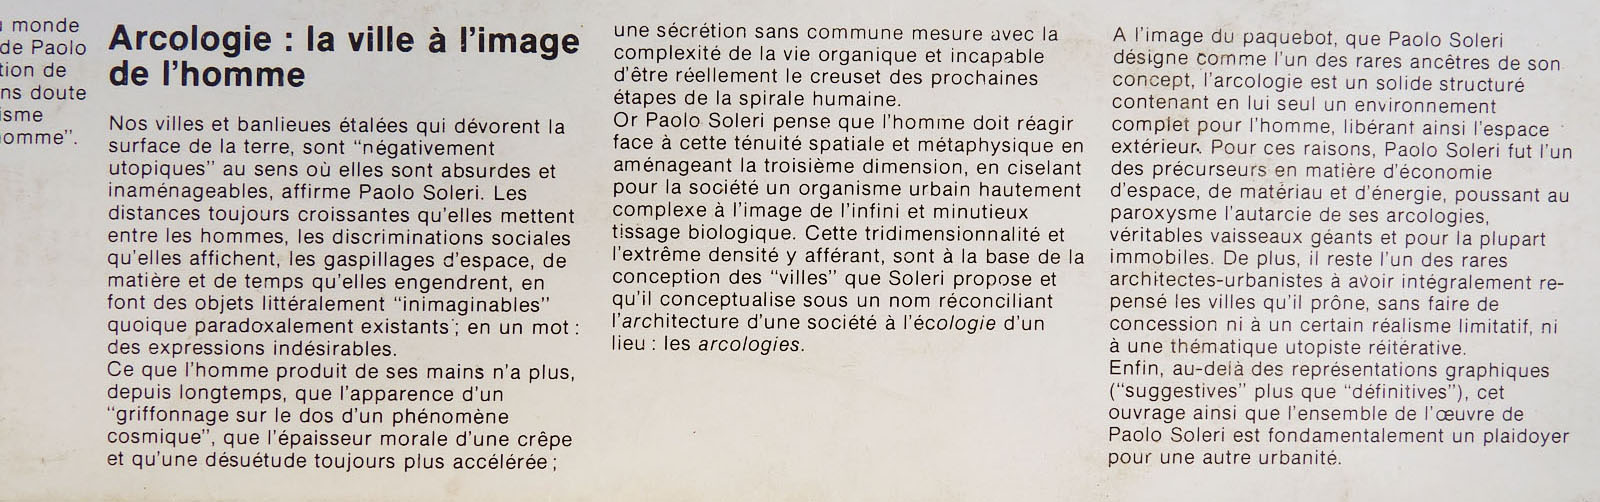 monde
de Paolo
tion de
ns doute
isme
omme".
Arcologie : la ville à l'image
de l'homme
Nos villes et banlieues étalées qui dévorent la
surface de la terre, sont "négativement
utopiques" au sens où elles sont absurdes et
inaménageables, affirme Paolo Soleri. Les
distances toujours croissantes qu'elles mettent
entre les hommes, les discriminations sociales
qu'elles affichent, les gaspillages d'espace, de
matière et de temps qu'elles engendrent, en
font des objets littéralement "inimaginables"
quoique paradoxalement existants ; en un mot :
des expressions indésirables.
Ce que l'homme produit de ses mains n'a plus,
depuis longtemps, que l'apparence d'un
"griffonnage sur le dos d'un phénomène
cosmique", que l'épaisseur morale d'une crêpe
et qu'une désuétude toujours plus accélérée ;
une sécrétion sans commune mesure avec la
complexité de la vie organique et incapable
d'être réellement le creuset des prochaines
étapes de la spirale humaine.
Or Paolo Soleri pense que l'homme doit réagir
face à cette ténuité spatiale et métaphysique en
aménageant la troisième dimension, en ciselant
pour la société un organisme urbain hautement
complexe à l'image de l'infini et minutieux
tissage biologique. Cette tridimensionnalité et
l'extrême densité y afférant, sont à la base de la
conception des "villes" que Soleri propose et
qu'il conceptualise sous un nom réconciliant
l'architecture d'une société à l'écologie d'un
lieu : les arcologies.
A l'image du paquebot, que Paolo Soleri
désigne comme l'un des rares ancêtres de son
concept, l'arcologie est un solide structuré
contenant en lui seul un environnement
complet pour l'homme, libérant ainsi l'espace
extérieur. Pour ces raisons, Paolo Soleri fut l'un
des précurseurs en matière d'économie
d'espace, de matériau et d'énergie, poussant au
paroxysme l'autarcie de ses arcologies,
véritables vaisseaux géants et pour la plupart
immobiles. De plus, il reste l'un des rares
architectes-urbanistes à avoir intégralement re-
pensé les villes qu'il prône, sans faire de
concession ni à un certain réalisme limitatif, ni
à une thématique utopiste réitérative.
Enfin, au-delà des représentations graphiques
("suggestives" plus que "définitives"), cet
ouvrage ainsi que l'ensemble de l'œuvre de
Paolo Soleri est fondamentalement un plaidoyer
pour une autre urbanité.